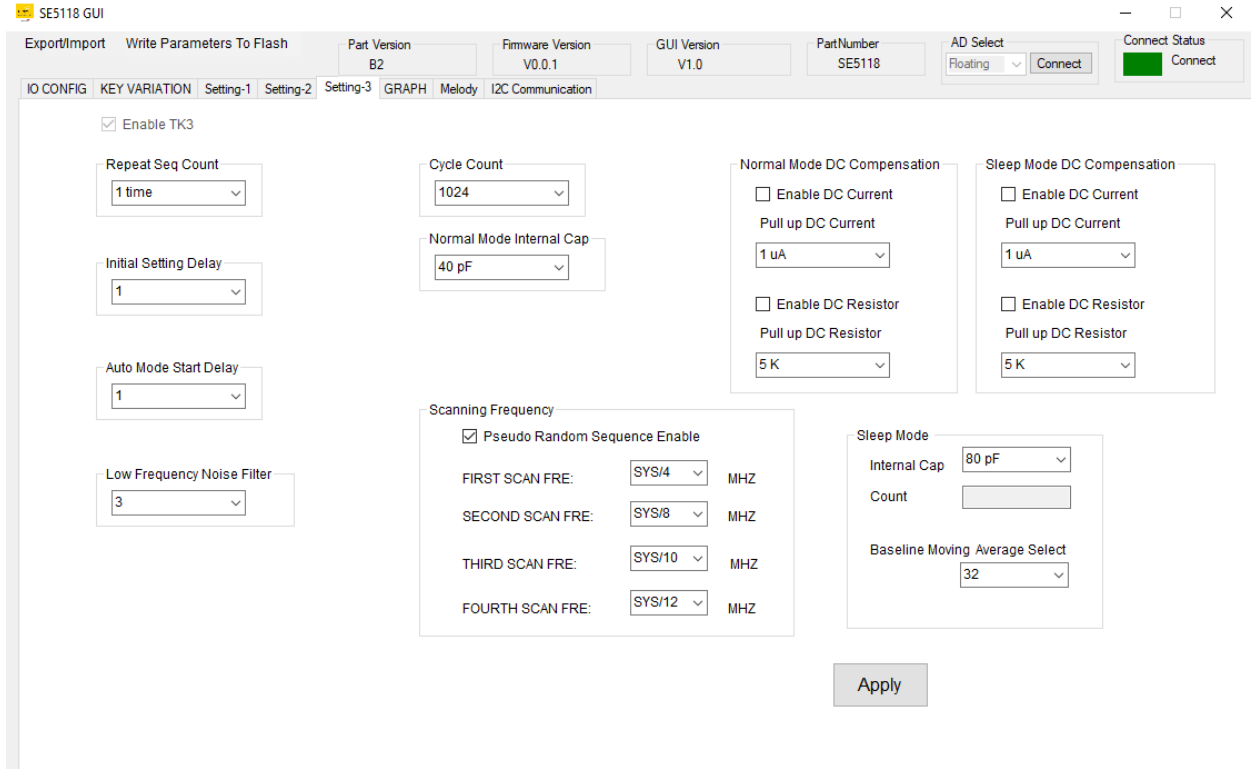 SE5118 GUI
Export/Import Write Parameters To Flash
Part Version
B2
Firmware Version
V0.0.1
GUI Version
V1.0
PartNumber
SE5118
AD Select
Floating Connect
Connect Status
Connect
IO CONFIG KEY VARIATION Setting-1 Setting-2 Setting-3 GRAPH Melody I2C Communication
Enable TK3
Repeat Seq Count
1 time
Initial Setting Delay
1
Auto Mode Start Delay
1
Low Frequency Noise Filter
3
Cycle Count
1024
Normal Mode Internal Cap
40 pF
Normal Mode DC Compensation
Enable DC Current
Pull up DC Current
1 uA
Enable DC Resistor
Pull up DC Resistor
5 K
Sleep Mode DC Compensation
Enable DC Current
Pull up DC Current
1 uA
Enable DC Resistor
Pull up DC Resistor
5 K
Scanning Frequency
Pseudo Random Sequence Enable
FIRST SCAN FRE: SYS/4 MHZ
SECOND SCAN FRE: SYS/8 MHZ
THIRD SCAN FRE: SYS/10 MHZ
FOURTH SCAN FRE: SYS/12 MHZ
Sleep Mode
Internal Cap 80 pF
Count
Baseline Moving Average Select
32
Apply